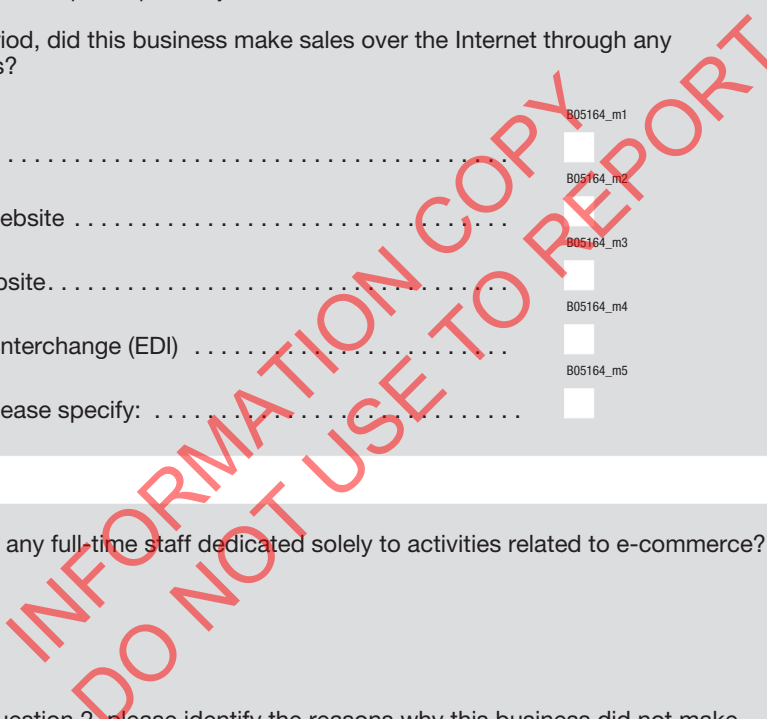 iod, did this business make sales over the Internet through any
s?
B05164_m1
B05164_m2
ebsite
B05164_m3
bsite
B05164_m4
nterchange (EDI)
B05164_m5
ease specify:
any full-time staff dedicated solely to activities related to e-commerce?
uestion 2, please identify the reasons why this business did not make
INFORMATION COPY
DO NOT USE TO REPORT